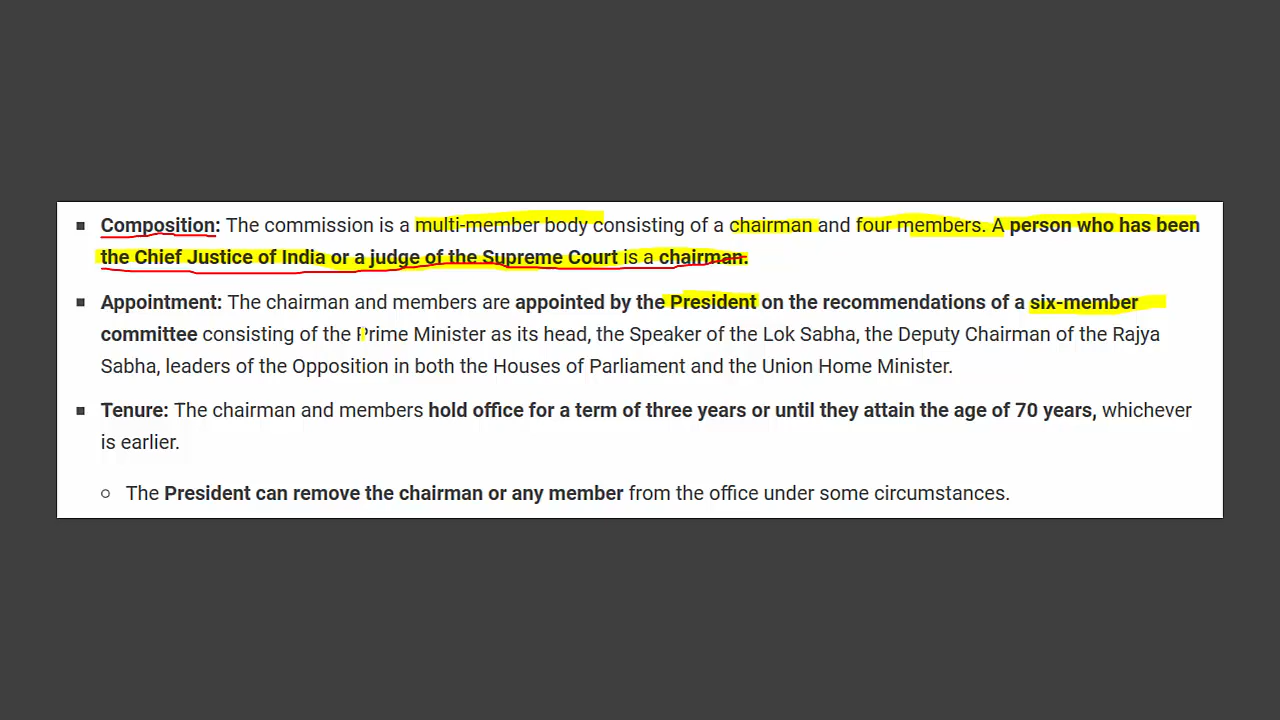 Composition: The commission is a multi-member body consisting of a chairman and four members. A person who has been
the Chief Justice of India or a judge of the Supreme Court is a chairman.
Appointment: The chairman and members are appointed by the President on the recommendations of a six-member
committee consisting of the Prime Minister as its head, the Speaker of the Lok Sabha, the Deputy Chairman of the Rajya
Sabha, leaders of the Opposition in both the Houses of Parliament and the Union Home Minister.
Tenure: The chairman and members hold office for a term of three years or until they attain the age of 70 years, whichever
is earlier.
The President can remove the chairman or any member from the office under some circumstances.